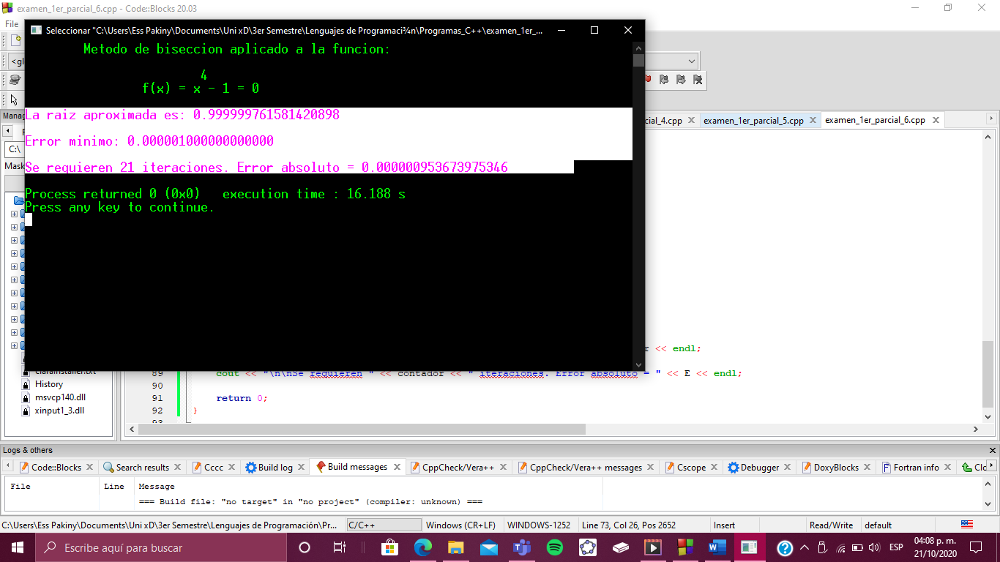 examen_1er_parcial_6.cpp - Code::Blocks 20.03
File
Seleccionar "C:\Users\Ess Pakiny\Documents\Uni xD\3er Semestre\Lenguajes de Programaci¾n\Programas_C++\examen_1er_...
Metodo de biseccion aplicado a la funcion:
4
f(x) = x - 1 = 0
La raiz aproximada es: 0.999999761581420898
Error minimo: 0.000001000000000000
Se requieren 21 iteraciones. Error absoluto = 0.000000953673975346
Process returned 0 (0x0) execution time : 16.188 s
Press any key to continue.
<gl
Manag
C:\
Mask
cial_4.cpp examen_1er_parcial_5.cpp examen_1er_parcial_6.cpp
r << endl;
History
msvcp140.dll
xinput1_3.dll
89 cout << "\n\nSe requieren " << contador << " iteraciones. Error absoluto = " << E << endl;
90
91 return 0;
92 }
93
Logs & others
Code::Blocks Search results Cccc Build log Build messages CppCheck/Vera++ CppCheck/Vera++ messages Cscope Debugger DoxyBlocks Fortran info Clo
File Line Message
=== Build file: "no target" in "no project" (compiler: unknown) ===
C:\Users\Ess Pakiny\Documents\Uni xD\3er Semestre\Lenguajes de Programación\Pr... C/C++ Windows (CR+LF) WINDOWS-1252 Line 73, Col 26, Pos 2652 Insert Read/Write default
Escribe aquí para buscar
ESP
04:08 p. m.
21/10/2020